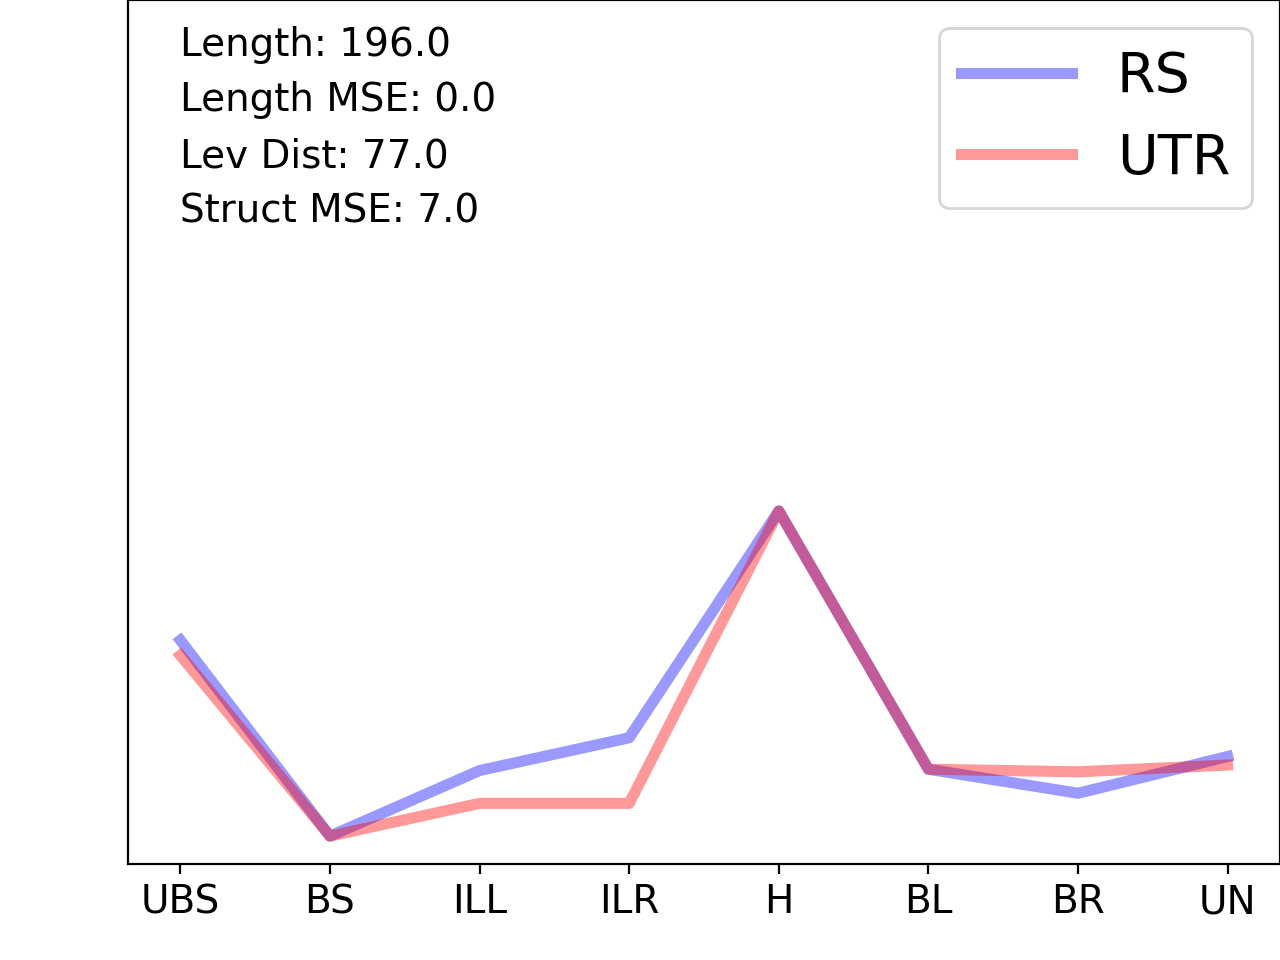 Length: 196.0
Length MSE: 0.0
Lev Dist: 77.0
Struct MSE: 7.0
RS
UTR
UBS BS ILL ILR H BL BR UN